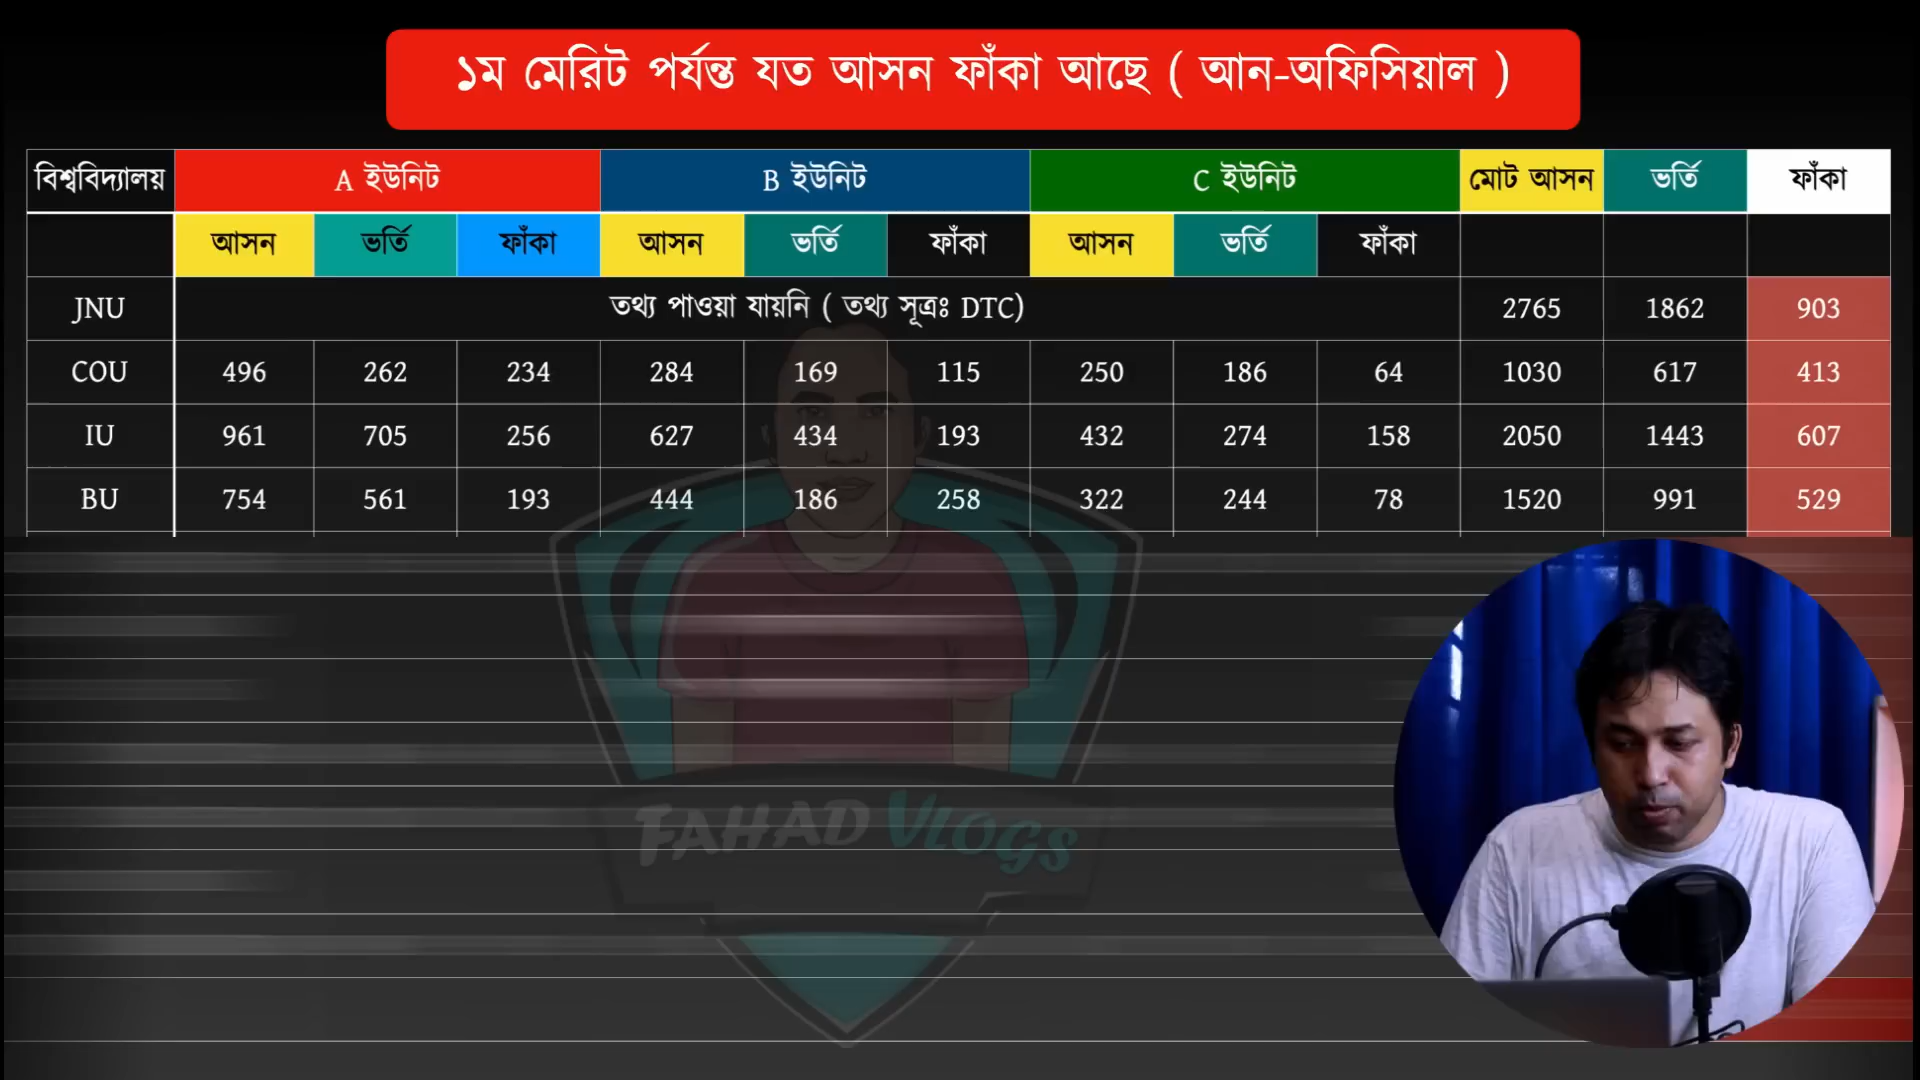 ১ম মেরিট পর্যন্ত যত আসন ফাঁকা আছে ( আন-অফিসিয়াল )
বিশ্ববিদ্যালয় A ইউনিট B ইউনিট C ইউনিট মোট আসন ভর্তি ফাঁকা
আসন ভর্তি ফাঁকা আসন ভর্তি ফাঁকা আসন ভর্তি ফাঁকা
JNU তথ্য পাওয়া যায়নি ( তথ্য সূত্রঃ DTC) 2765 1862 903
COU 496 262 234 284 169 115 250 186 64 1030 617 413
IU 961 705 256 627 434 193 432 274 158 2050 1443 607
BU 754 561 193 444 186 258 322 244 78 1520 991 529
FAHAD VLOGS